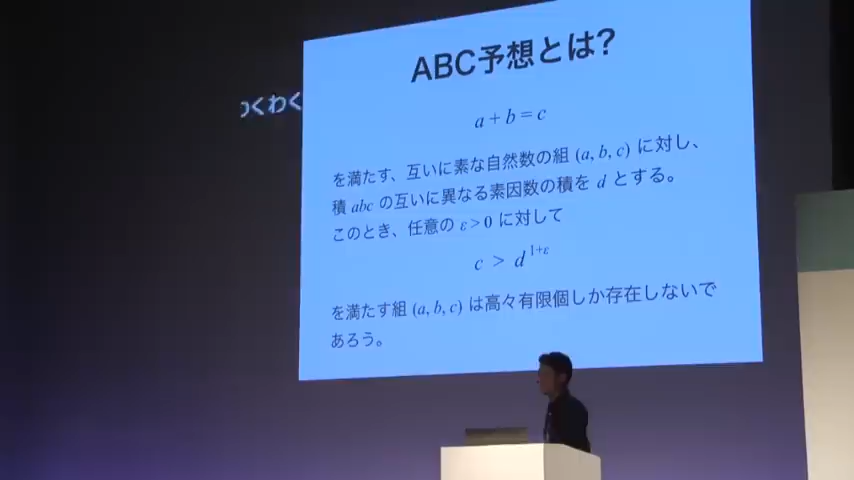 ABC予想とは?
わくわく
a + b = c
を満たす、互いに素な自然数の組 (a, b, c) に対し、
積 abc の互いに異なる素因数の積を d とする。
このとき、任意の ε > 0 に対して
c > d^{1+ε}
を満たす組 (a, b, c) は高々有限個しか存在しないで
あろう。